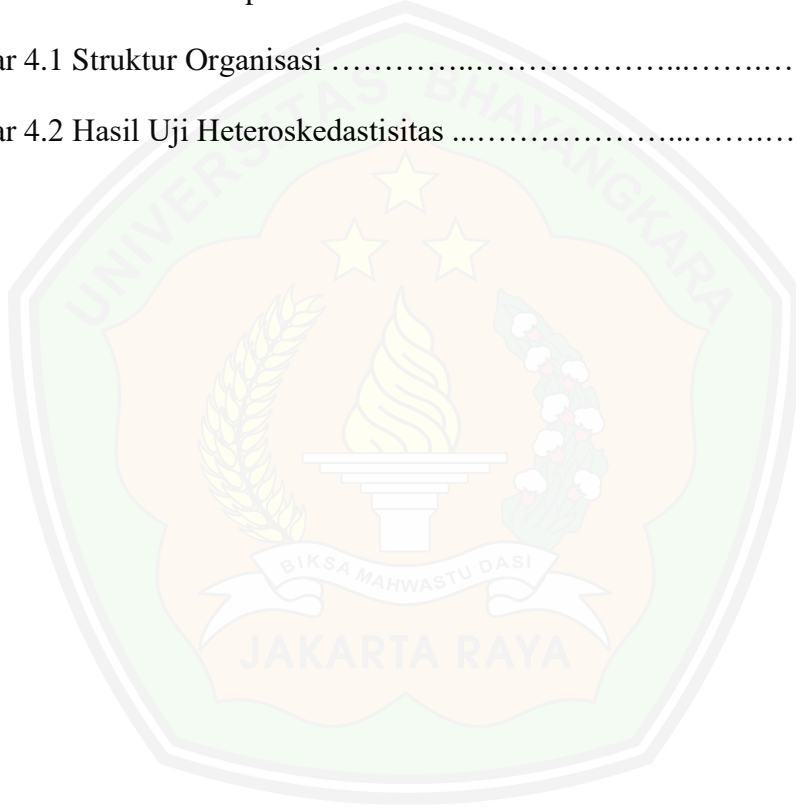 ar 4.1 Struktur Organisasi …………..…………………...…….…
ar 4.2 Hasil Uji Heteroskedastisitas ...…………………...…….…
UNIVERSITAS BHAYANGKARA
BIKSA MAHWASTU DASI
JAKARTA RAYA